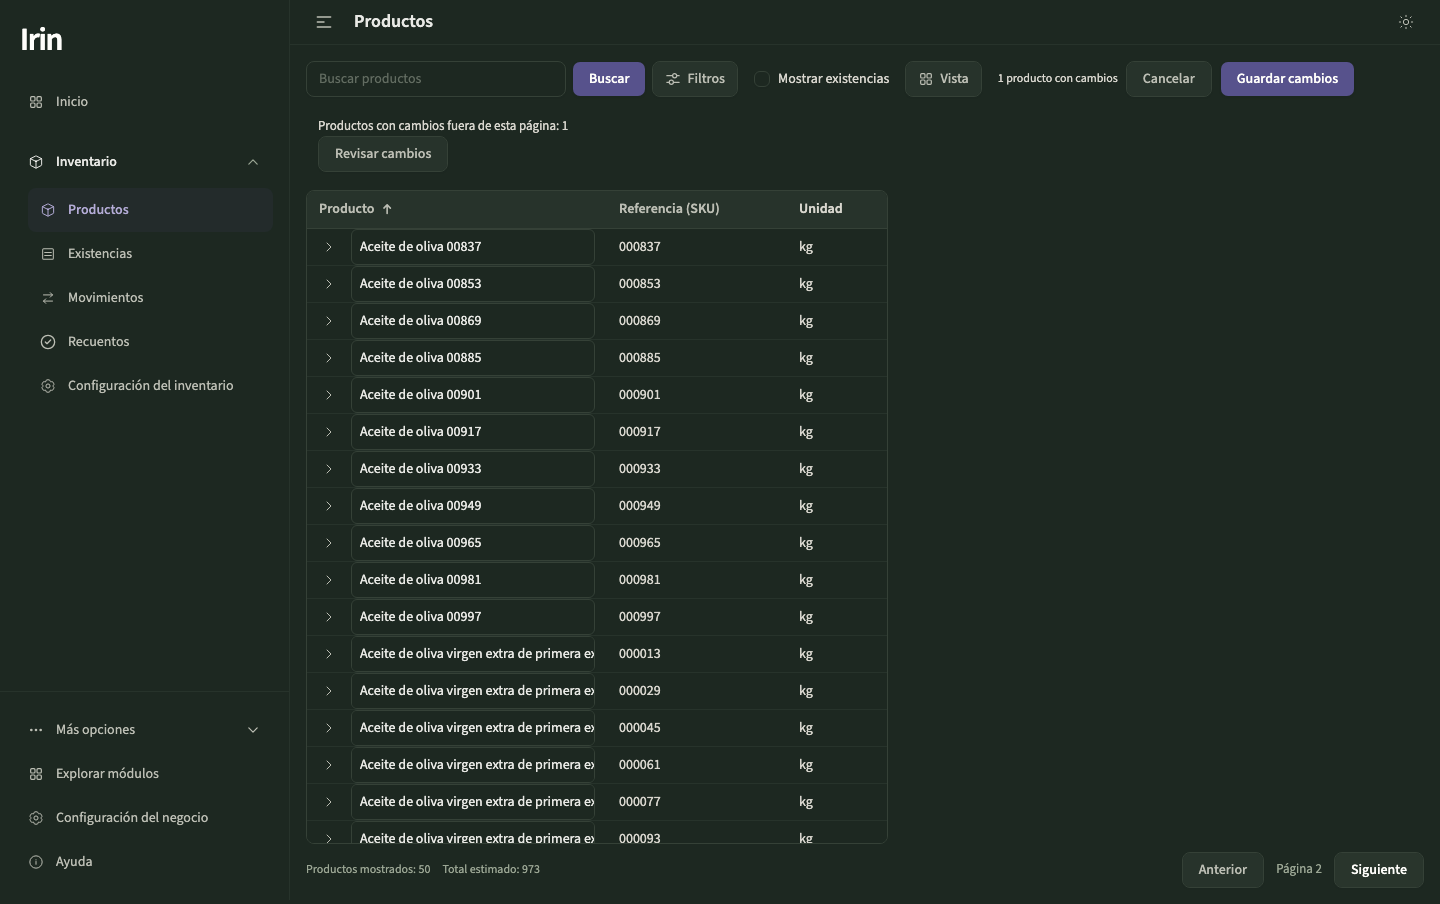 Irin
Productos
Inicio
Inventario
Productos
Existencias
Movimientos
Recuentos
Configuración del inventario
Más opciones
Explorar módulos
Configuración del negocio
Ayuda
Buscar productos Buscar Filtros Mostrar existencias Vista 1 producto con cambios Cancelar Guardar cambios
Productos con cambios fuera de esta página: 1
Revisar cambios
Producto Referencia (SKU) Unidad
Aceite de oliva 00837 000837 kg
Aceite de oliva 00853 000853 kg
Aceite de oliva 00869 000869 kg
Aceite de oliva 00885 000885 kg
Aceite de oliva 00901 000901 kg
Aceite de oliva 00917 000917 kg
Aceite de oliva 00933 000933 kg
Aceite de oliva 00949 000949 kg
Aceite de oliva 00965 000965 kg
Aceite de oliva 00981 000981 kg
Aceite de oliva 00997 000997 kg
Aceite de oliva virgen extra de primera 000013 kg
Aceite de oliva virgen extra de primera 000029 kg
Aceite de oliva virgen extra de primera 000045 kg
Aceite de oliva virgen extra de primera 000061 kg
Aceite de oliva virgen extra de primera 000077 kg
Aceite de oliva virgen extra de primera 000093 kg
Productos mostrados: 50 Total estimado: 973
Anterior Página 2 Siguiente